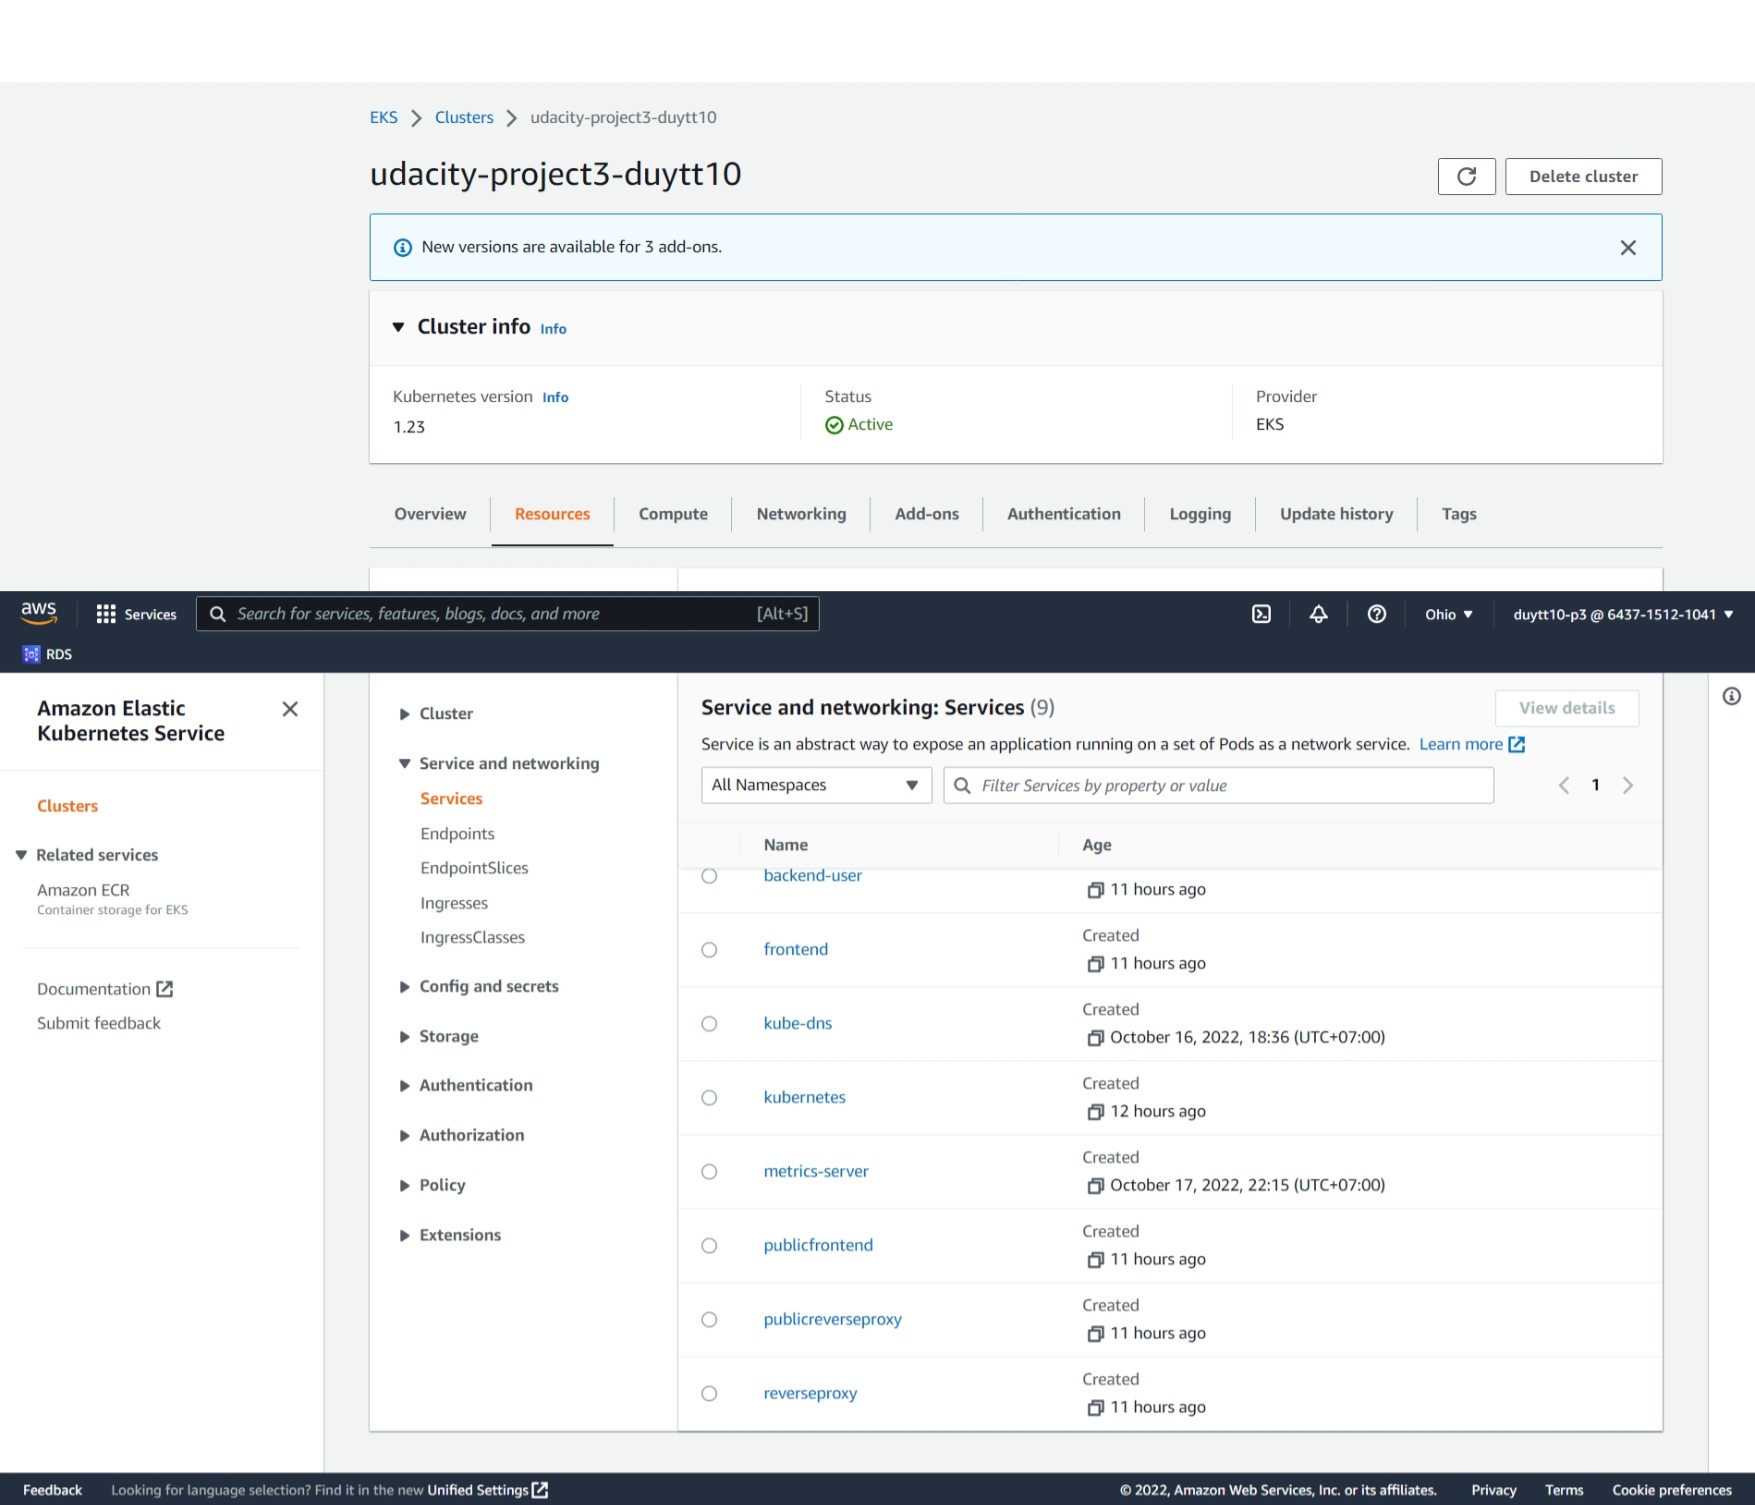 EKS > Clusters > udacity-project3-duytt10
udacity-project3-duytt10
Delete cluster
New versions are available for 3 add-ons.
Cluster info Info
Kubernetes version Info
1.23
Status
Active
Provider
EKS
Overview
Resources
Compute
Networking
Add-ons
Authentication
Logging
Update history
Tags
aws
Services
Search for services, features, blogs, docs, and more
[Alt+S]
Ohio
duytt10-p3 @ 6437-1512-1041
RDS
Amazon Elastic
Kubernetes Service
Clusters
Related services
Amazon ECR
Container storage for EKS
Documentation
Submit feedback
Cluster
Service and networking
Services
Endpoints
EndpointSlices
Ingresses
IngressClasses
Config and secrets
Storage
Authentication
Authorization
Policy
Extensions
Service and networking: Services (9)
View details
Service is an abstract way to expose an application running on a set of Pods as a network service. Learn more
All Namespaces
Filter Services by property or value
1
Name
Age
backend-user
11 hours ago
frontend
Created
11 hours ago
kube-dns
Created
October 16, 2022, 18:36 (UTC+07:00)
kubernetes
Created
12 hours ago
metrics-server
Created
October 17, 2022, 22:15 (UTC+07:00)
publicfrontend
Created
11 hours ago
publicreverseproxy
Created
11 hours ago
reverseproxy
Created
11 hours ago
Feedback
Looking for language selection? Find it in the new Unified Settings
© 2022, Amazon Web Services, Inc. or its affiliates.
Privacy
Terms
Cookie preferences